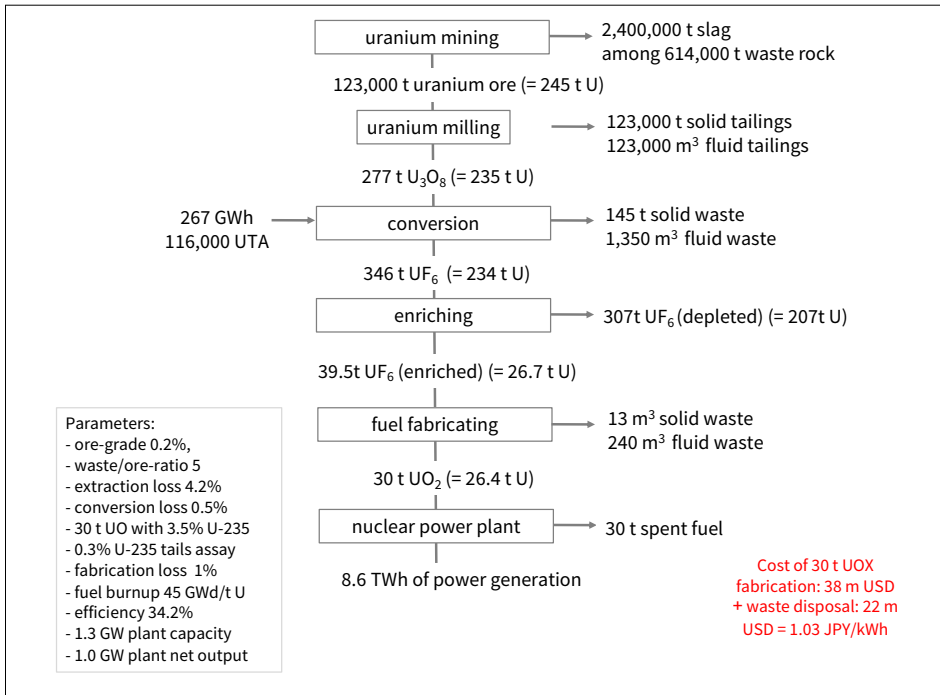 uranium mining
2,400,000 t slag
among 614,000 t waste rock
123,000 t uranium ore (= 245 t U)
uranium milling
123,000 t solid tailings
123,000 m³ fluid tailings
277 t U₃O₈ (= 235 t U)
267 GWh
116,000 UTA
conversion
145 t solid waste
1,350 m³ fluid waste
346 t UF₆ (= 234 t U)
enriching
307t UF₆ (depleted) (= 207t U)
39.5t UF₆ (enriched) (= 26.7 t U)
fuel fabricating
13 m³ solid waste
240 m³ fluid waste
30 t UO₂ (= 26.4 t U)
nuclear power plant
30 t spent fuel
8.6 TWh of power generation
Parameters:
- ore-grade 0.2%,
- waste/ore-ratio 5
- extraction loss 4.2%
- conversion loss 0.5%
- 30 t UO with 3.5% U-235
- 0.3% U-235 tails assay
- fabrication loss 1%
- fuel burnup 45 GWd/t U
- efficiency 34.2%
- 1.3 GW plant capacity
- 1.0 GW plant net output
Cost of 30 t UOX
fabrication: 38 m USD
+ waste disposal: 22 m
USD = 1.03 JPY/kWh